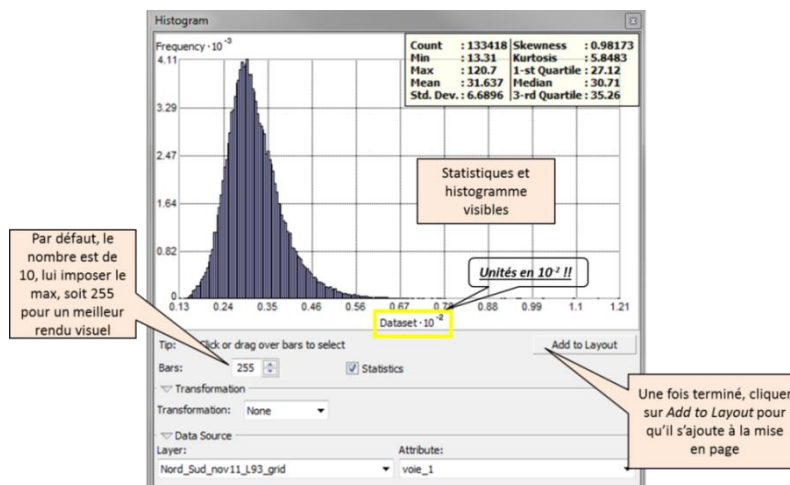 Histogram
Frequency · 10 ⁻³
Count : 133418 Skewness : 0.98173
Min : 13.31 Kurtosis : 5.8483
Max : 120.7 1-st Quartile : 27.12
Mean : 31.637 Median : 30.71
Std. Dev. : 6.6896 3-rd Quartile : 35.26
4.11
3.29
2.47
1.64
0.82
0
0.13 0.24 0.35 0.46 0.56 0.67 0.78 0.88 0.99 1.1 1.21
Dataset · 10 ⁻²
Statistiques et
histogramme
visibles
Unités en 10⁻² !!
Par défaut, le
nombre est de
10, lui imposer le
max, soit 255
pour un meilleur
rendu visuel
Tip: Click or drag over bars to select
Add to Layout
Bars: 255 Statistics
Transformation
Transformation: None
Data Source
Layer: Attribute:
Nord_Sud_nov11_L93_grid voie_1
Une fois terminé, cliquer
sur Add to Layout pour
qu'il s'ajoute à la mise
en page